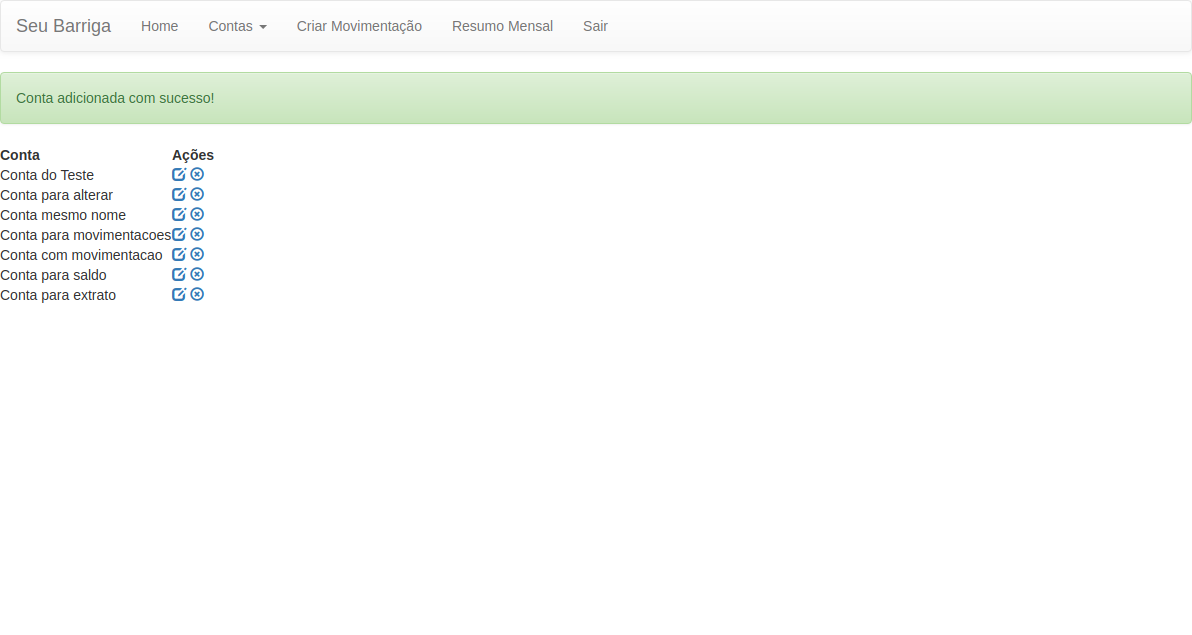 Seu Barriga Home Contas Criar Movimentação Resumo Mensal Sair
Conta adicionada com sucesso!
Conta Ações
Conta do Teste
Conta para alterar
Conta mesmo nome
Conta para movimentacoes
Conta com movimentacao
Conta para saldo
Conta para extrato